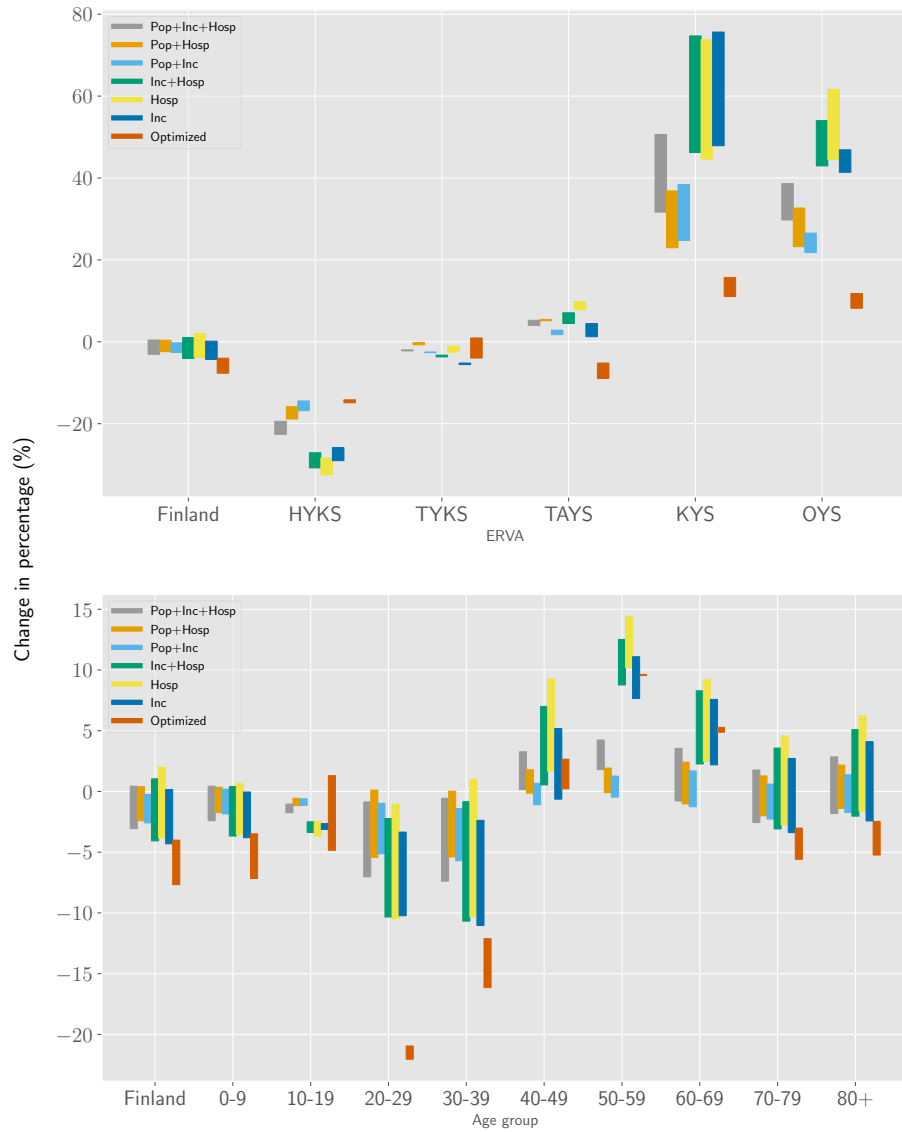 Change in percentage (%)
80
60
40
20
0
−20
Pop+Inc+Hosp
Pop+Hosp
Pop+Inc
Inc+Hosp
Hosp
Inc
Optimized
Finland HYKS TYKS TAYS KYS OYS
ERVA
15
10
5
0
−5
−10
−15
−20
Pop+Inc+Hosp
Pop+Hosp
Pop+Inc
Inc+Hosp
Hosp
Inc
Optimized
Finland 0-9 10-19 20-29 30-39 40-49 50-59 60-69 70-79 80+
Age group